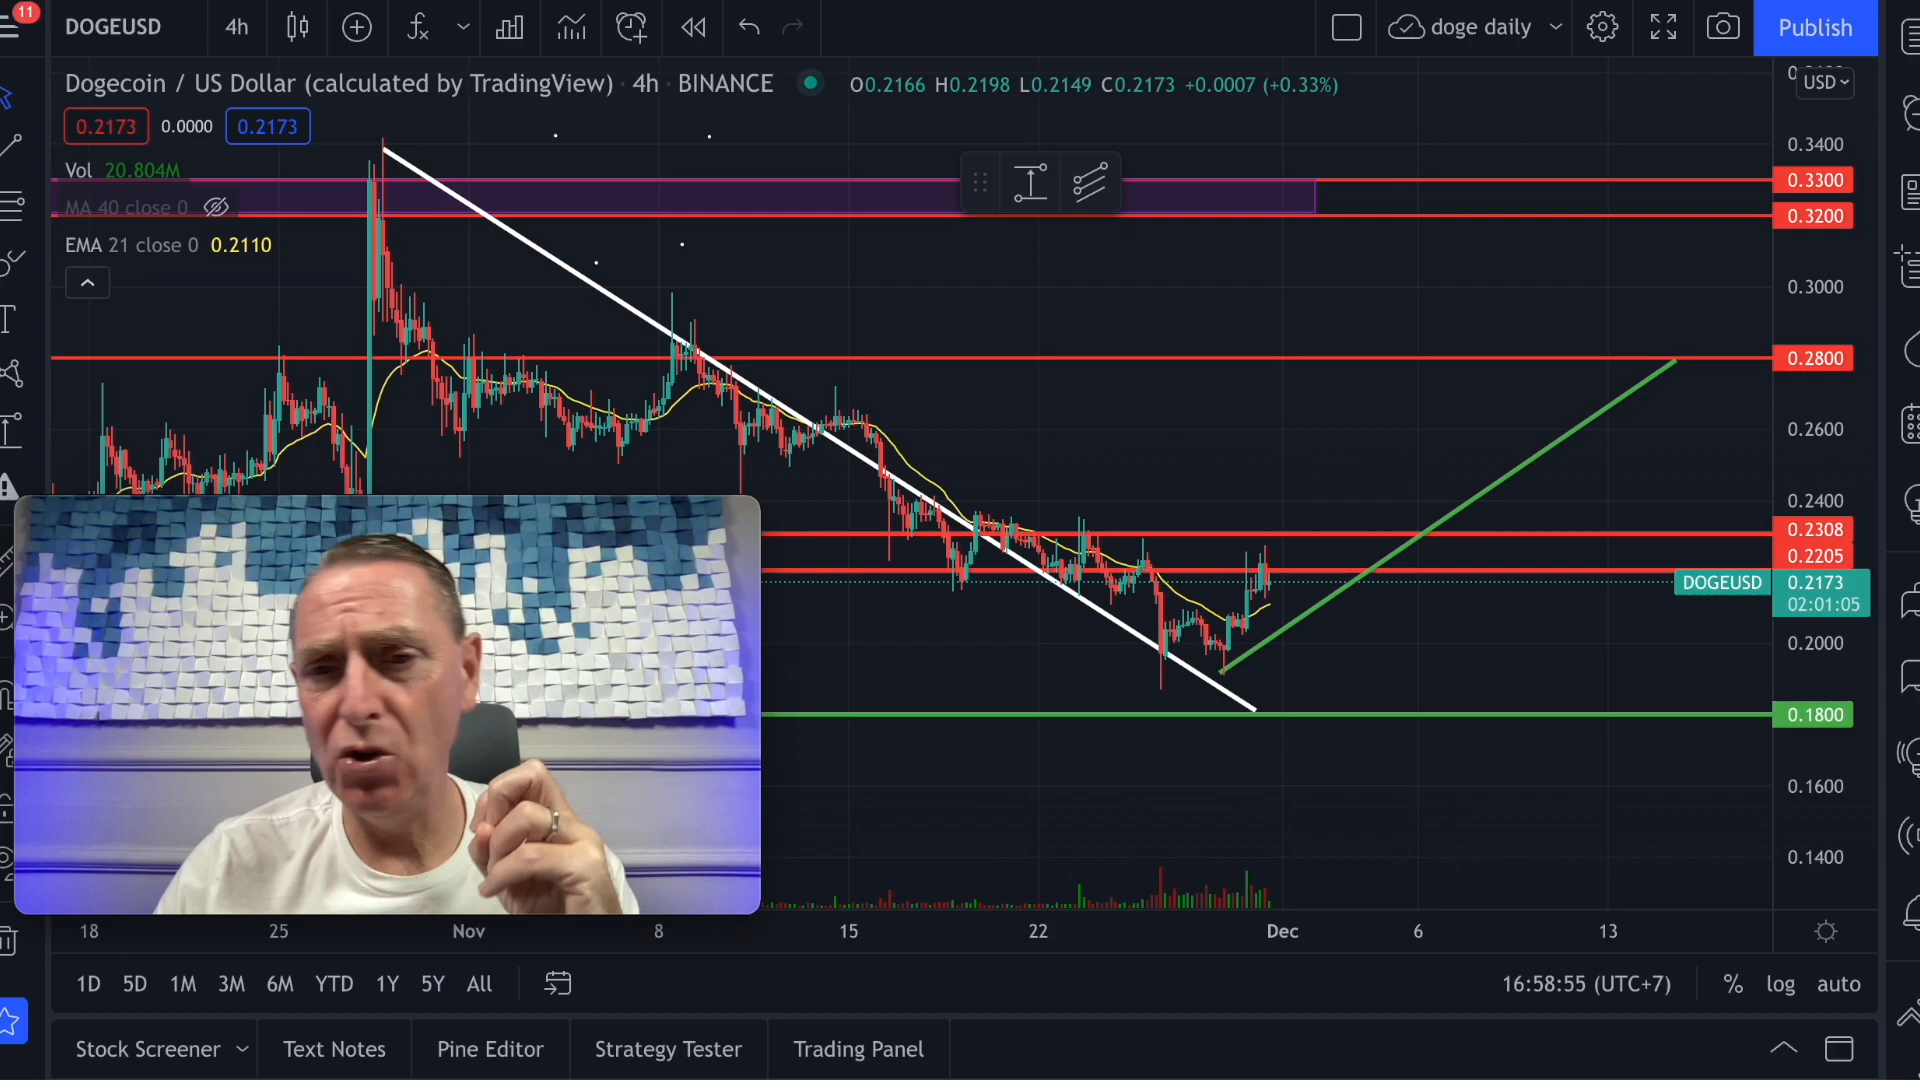 11
DOGEUSD 4h doge daily Publish
Dogecoin / US Dollar (calculated by TradingView) · 4h · BINANCE O0.2166 H0.2198 L0.2149 C0.2173 +0.0007 (+0.33%)
USD
0.2173 0.0000 0.2173
Vol 20.804M
MA 40 close 0
EMA 21 close 0 0.2110
0.3400
0.3300
0.3200
0.3000
0.2800
0.2600
0.2400
0.2308
0.2205
DOGEUSD 0.2173
02:01:05
0.2000
0.1800
0.1600
0.1400
18 25 Nov 8 15 22 Dec 6 13
1D 5D 1M 3M 6M YTD 1Y 5Y All 16:58:55 (UTC+7) % log auto
Stock Screener Text Notes Pine Editor Strategy Tester Trading Panel